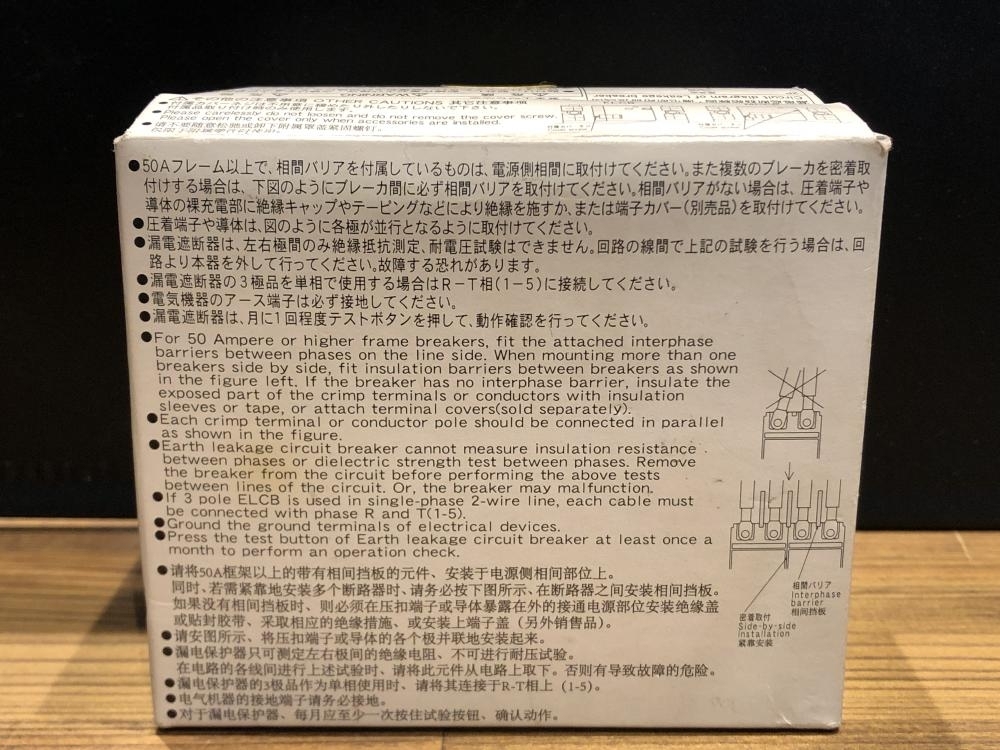 その他の注意事項 OTHER CAUTIONS 其它注意事项
Please carelessly do not loosen and do not remove the cover screw.
Please open the cover only when accessories are installed.
Circuit diagram of Leakage breaker
●50Aフレーム以上で、相間バリアを付属しているものは、電源側相間に取付けてください。また複数のブレーカを密着取
付けする場合は、下図のようにブレーカ間に必ず相間バリアを取付けてください。相間バリアがない場合は、圧着端子や
導体の裸充電部に絶縁キャップやテーピングなどにより絶縁を施すか、または端子カバー(別売品)を取付けてください。
●圧着端子や導体は、図のように各極が並行となるように取付けてください。
●漏電遮断器は、左右極間のみ絶縁抵抗測定、耐電圧試験はできません。回路の線間で上記の試験を行う場合は、回
路より本器を外して行ってください。故障する恐れがあります。
●漏電遮断器の3極品を単相で使用する場合はR-T相(1-5)に接続してください。
●電気機器のアース端子は必ず接地してください。
●漏電遮断器は、月に1回程度テストボタンを押して、動作確認を行ってください。
●For 50 Ampere or higher frame breakers, fit the attached interphase
barriers between phases on the line side. When mounting more than one
breakers side by side, fit insulation barriers between breakers as shown
in the figure left. If the breaker has no interphase barrier, insulate the
exposed part of the crimp terminals or conductors with insulation
sleeves or tape, or attach terminal covers(sold separately).
●Each crimp terminal or conductor pole should be connected in parallel
as shown in the figure.
●Earth leakage circuit breaker cannot measure insulation resistance
between phases or dielectric strength test between phases. Remove
the breaker from the circuit before performing the above tests
between lines of the circuit. Or, the breaker may malfunction.
●If 3 pole ELCB is used in single-phase 2-wire line, each cable must
be connected with phase R and T(1-5).
●Ground the ground terminals of electrical devices.
●Press the test button of Earth leakage circuit breaker at least once a
month to perform an operation check.
●请将50A框架以上的带有相间挡板的元件、安装于电源侧相间部位上。
同时、若需紧靠地安装多个断路器时、请务必按下图所示、在断路器之间安装相间挡板。
如果没有相间挡板时、则必须在压扣端子或导体暴露在外的接通电源部位安装绝缘盖
或贴封胶带、采取相应的绝缘措施、或安装上端子盖（另外销售品）。
●请安图所示、将压扣端子或导体的各个极并联地安装起来。
●漏电保护器只可测定左右极间的绝缘电阻、不可进行耐压试验。
在电路的各线间进行上述试验时、请将此元件从电路上取下。否则有导致故障的危险。
●漏电保护器的3极品作为单相使用时、请将其连接于R-T相上（1-5）。
●电气机器的接地端子请务必接地。
●对于漏电保护器、每月应至少一次按住试验按钮、确认动作。
相間バリア
Interphase
barrier
相间挡板
密着取付
Side-by-side
installation
紧靠安装